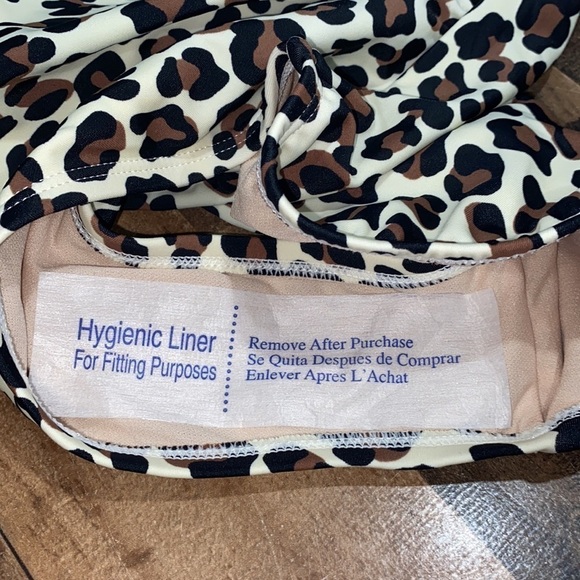 Hygienic Liner
For Fitting Purposes
Remove After Purchase
Se Quita Despues de Comprar
Enlever Apres L'Achat